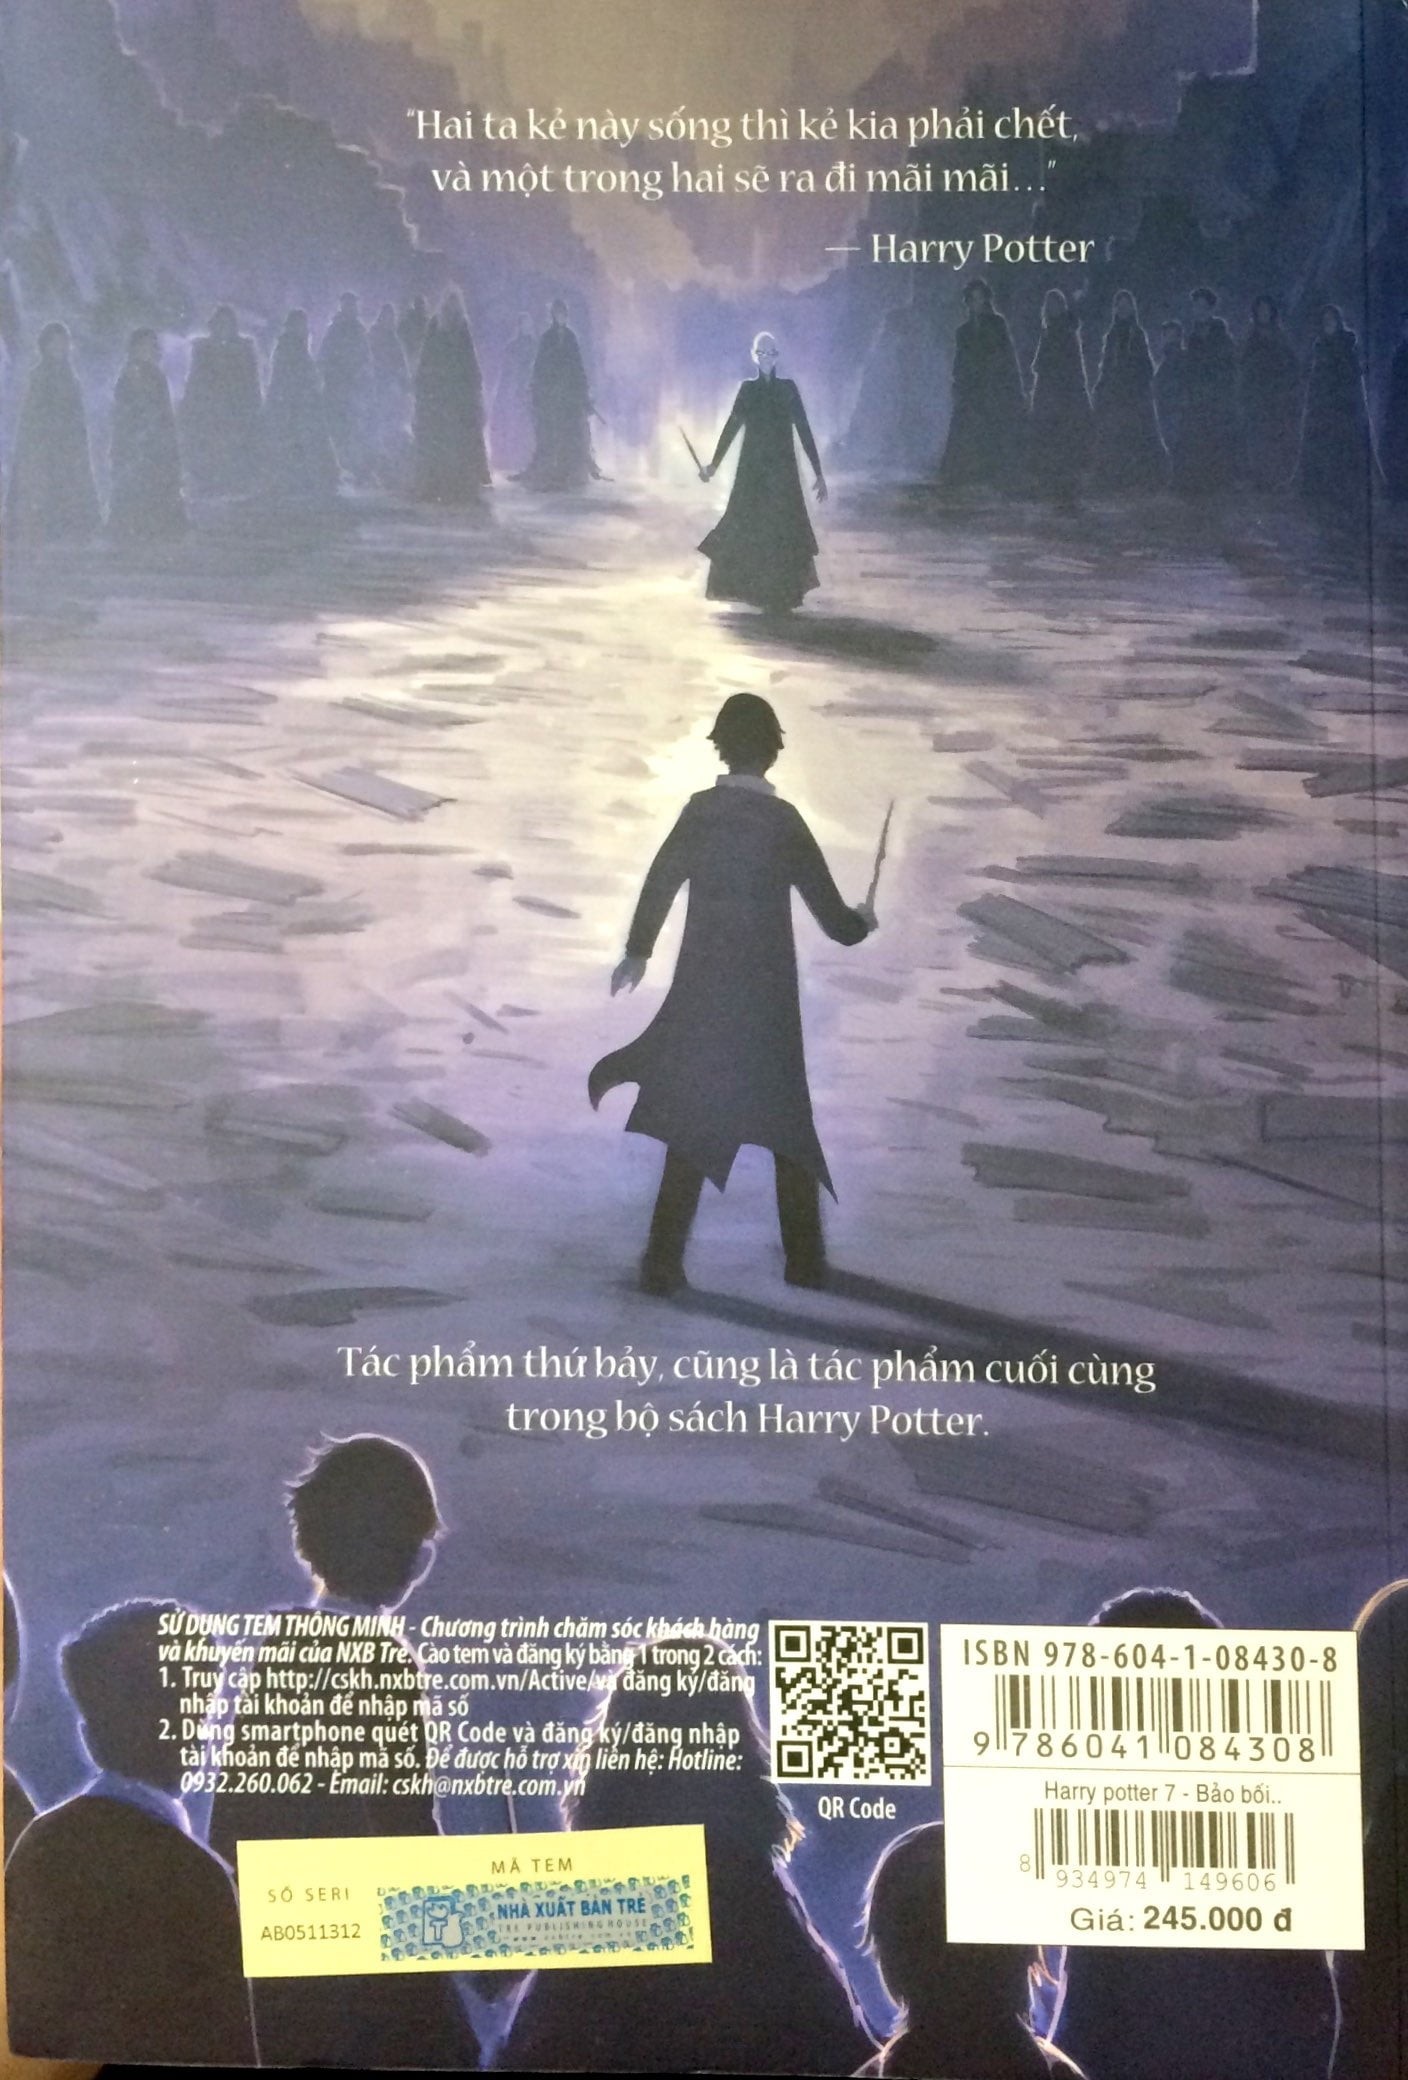 “Hai ta kẻ này sống thì kẻ kia phải chết,
và một trong hai sẽ ra đi mãi mãi...”
— Harry Potter
Tác phẩm thứ bảy, cũng là tác phẩm cuối cùng
trong bộ sách Harry Potter.
SỬ DỤNG TEM THÔNG MINH - Chương trình chăm sóc khách hàng
và khuyến mãi của NXB Trẻ. Cào tem và đăng ký bằng 1 trong 2 cách:
1. Truy cập http://cskh.nxbtre.com.vn/Active/và đăng ký/đăng
nhập tài khoản để nhập mã số
2. Dùng smartphone quét QR Code và đăng ký/đăng nhập
tài khoản để nhập mã số. Để được hỗ trợ xin liên hệ: Hotline:
0932.260.062 - Email: cskh@nxbtre.com.vn
QR Code
ISBN 978-604-1-08430-8
9 786041 084308
Harry potter 7 - Bảo bối..
8 934974 149606
Giá: 245.000 đ
MÃ TEM
SỐ SERI
AB0511312
NHÀ XUẤT BẢN TRẺ
TRE PUBLISHING HOUSE